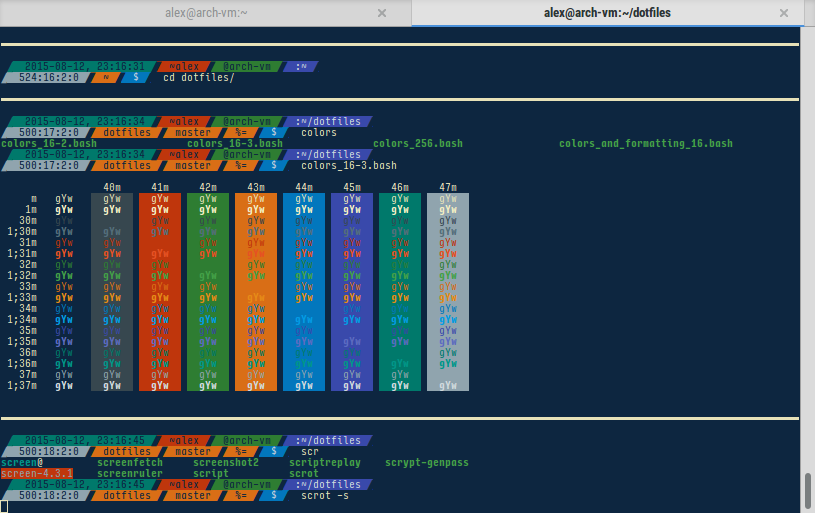 alex@arch-vm:~ × alex@arch-vm:~/dotfiles ×
2015-08-12, 23:16:31 ~alex @arch-vm :~
524:16:2:0 ~ $ cd dotfiles/
2015-08-12, 23:16:34 ~alex @arch-vm :~/dotfiles
500:17:2:0 dotfiles master %= $ colors
colors_16-2.bash colors_16-3.bash colors_256.bash colors_and_formatting_16.bash
2015-08-12, 23:16:34 ~alex @arch-vm :~/dotfiles
500:17:2:0 dotfiles master %= $ colors_16-3.bash
40m 41m 42m 43m 44m 45m 46m 47m
m gYw gYw gYw gYw gYw gYw gYw gYw gYw
1m gYw gYw gYw gYw gYw gYw gYw gYw gYw
30m gYw gYw gYw gYw gYw gYw gYw gYw
1;30m gYw gYw gYw gYw gYw gYw gYw gYw gYw
31m gYw gYw gYw gYw gYw gYw gYw gYw
1;31m gYw gYw gYw gYw gYw gYw gYw gYw gYw
32m gYw gYw gYw gYw gYw gYw gYw gYw
1;32m gYw gYw gYw gYw gYw gYw gYw gYw gYw
33m gYw gYw gYw gYw gYw gYw gYw gYw
1;33m gYw gYw gYw gYw gYw gYw gYw gYw gYw
34m gYw gYw gYw gYw gYw gYw gYw gYw
1;34m gYw gYw gYw gYw gYw gYw gYw gYw gYw
35m gYw gYw gYw gYw gYw gYw gYw gYw
1;35m gYw gYw gYw gYw gYw gYw gYw gYw gYw
36m gYw gYw gYw gYw gYw gYw gYw gYw
1;36m gYw gYw gYw gYw gYw gYw gYw gYw gYw
37m gYw gYw gYw gYw gYw gYw gYw gYw
1;37m gYw gYw gYw gYw gYw gYw gYw gYw gYw
2015-08-12, 23:16:45 ~alex @arch-vm :~/dotfiles
500:18:2:0 dotfiles master %= $ scr
screen@ screenfetch screenshot2 scriptreplay scrypt-genpass
screen-4.3.1 screenruler script scrot
2015-08-12, 23:16:45 ~alex @arch-vm :~/dotfiles
500:18:2:0 dotfiles master %= $ scrot -s